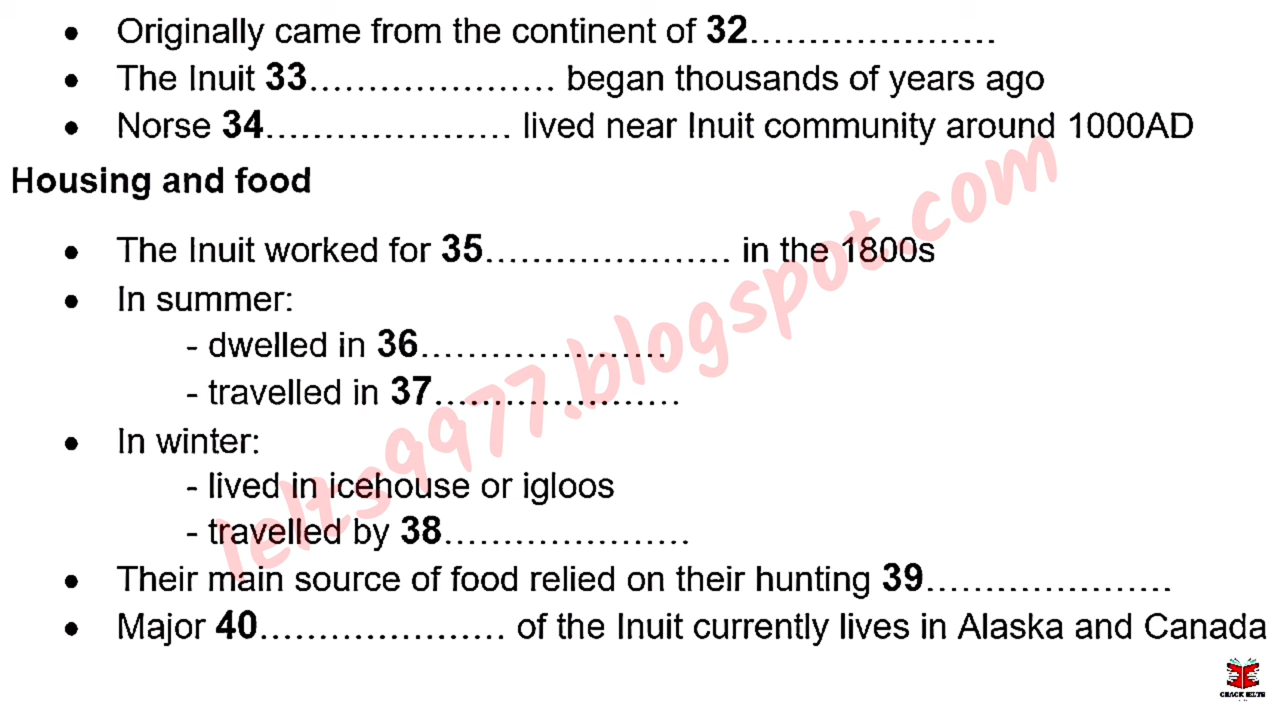 • Originally came from the continent of 32.....................
• The Inuit 33..................... began thousands of years ago
• Norse 34..................... lived near Inuit community around 1000AD
Housing and food
• The Inuit worked for 35..................... in the 1800s
• In summer:
- dwelled in 36.....................
- travelled in 37.....................
• In winter:
- lived in icehouse or igloos
- travelled by 38.....................
• Their main source of food relied on their hunting 39.....................
• Major 40..................... of the Inuit currently lives in Alaska and Canada
Ielts9977.blogspot.com
CRACK IELTS